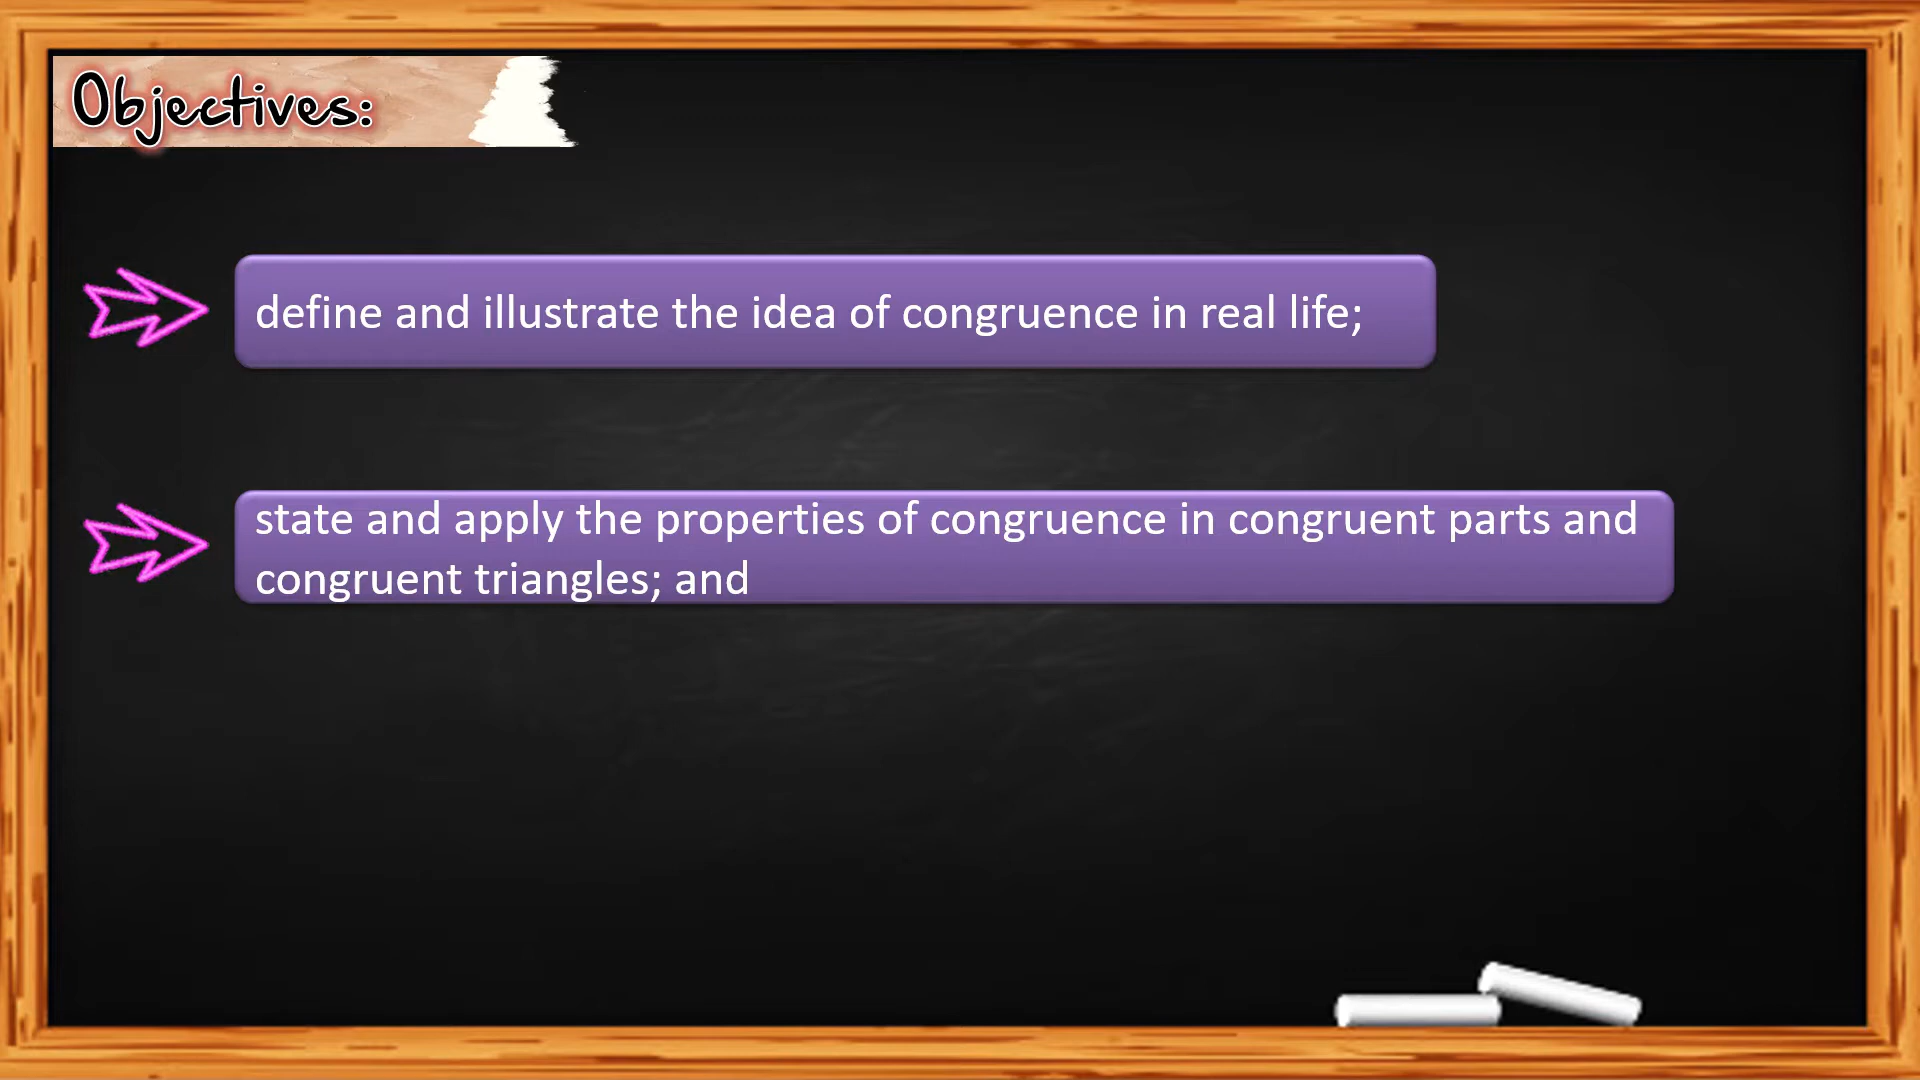 Objectives:
define and illustrate the idea of congruence in real life;
state and apply the properties of congruence in congruent parts and
congruent triangles; and